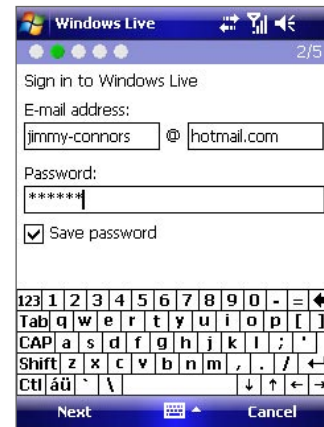 Windows Live
2/5
Sign in to Windows Live
E-mail address:
jimmy-connors @ hotmail.com
Password:
******
Save password
123 1 2 3 4 5 6 7 8 9 0 - = ←
Tab q w e r t y u i o p [ ]
CAP a s d f g h j k l ; '
Shift z x c v b n m , . / ↵
Ctl áü ` \ ↓ ↑ ← →
Next Cancel